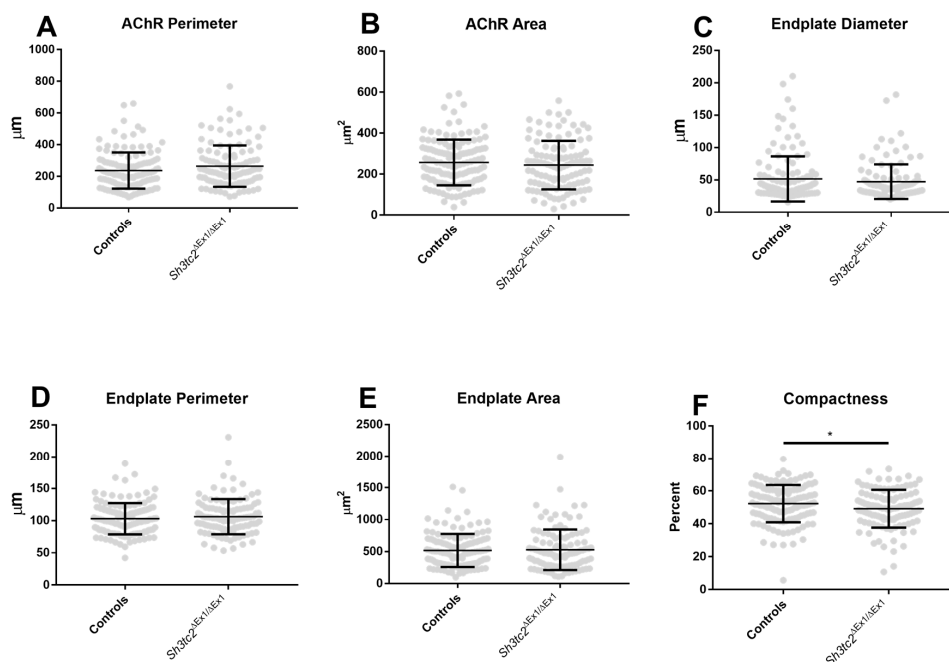 A
AChR Perimeter
1000
800
600
400
200
0
μm
Controls
Sh3tc2ΔEx1/ΔEx1
B
AChR Area
800
600
400
200
0
μm²
Controls
Sh3tc2ΔEx1/ΔEx1
C
Endplate Diameter
250
200
150
100
50
0
μm
Controls
Sh3tc2ΔEx1/ΔEx1
D
Endplate Perimeter
250
200
150
100
50
0
μm
Controls
Sh3tc2ΔEx1/ΔEx1
E
Endplate Area
2500
2000
1500
1000
500
0
μm²
Controls
Sh3tc2ΔEx1/ΔEx1
F
Compactness
100
80
60
40
20
0
Percent
*
Controls
Sh3tc2ΔEx1/ΔEx1